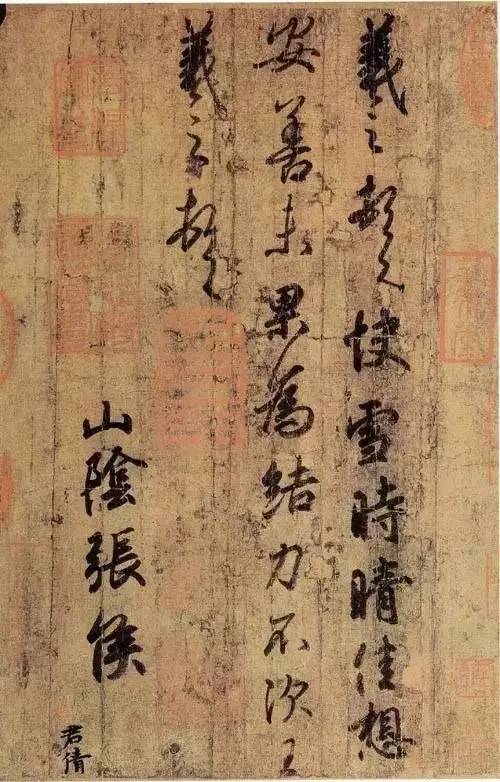 羲之頓首快雪時晴佳想
安善未果為結力不次王
羲之頓首
山陰張侯
君倩